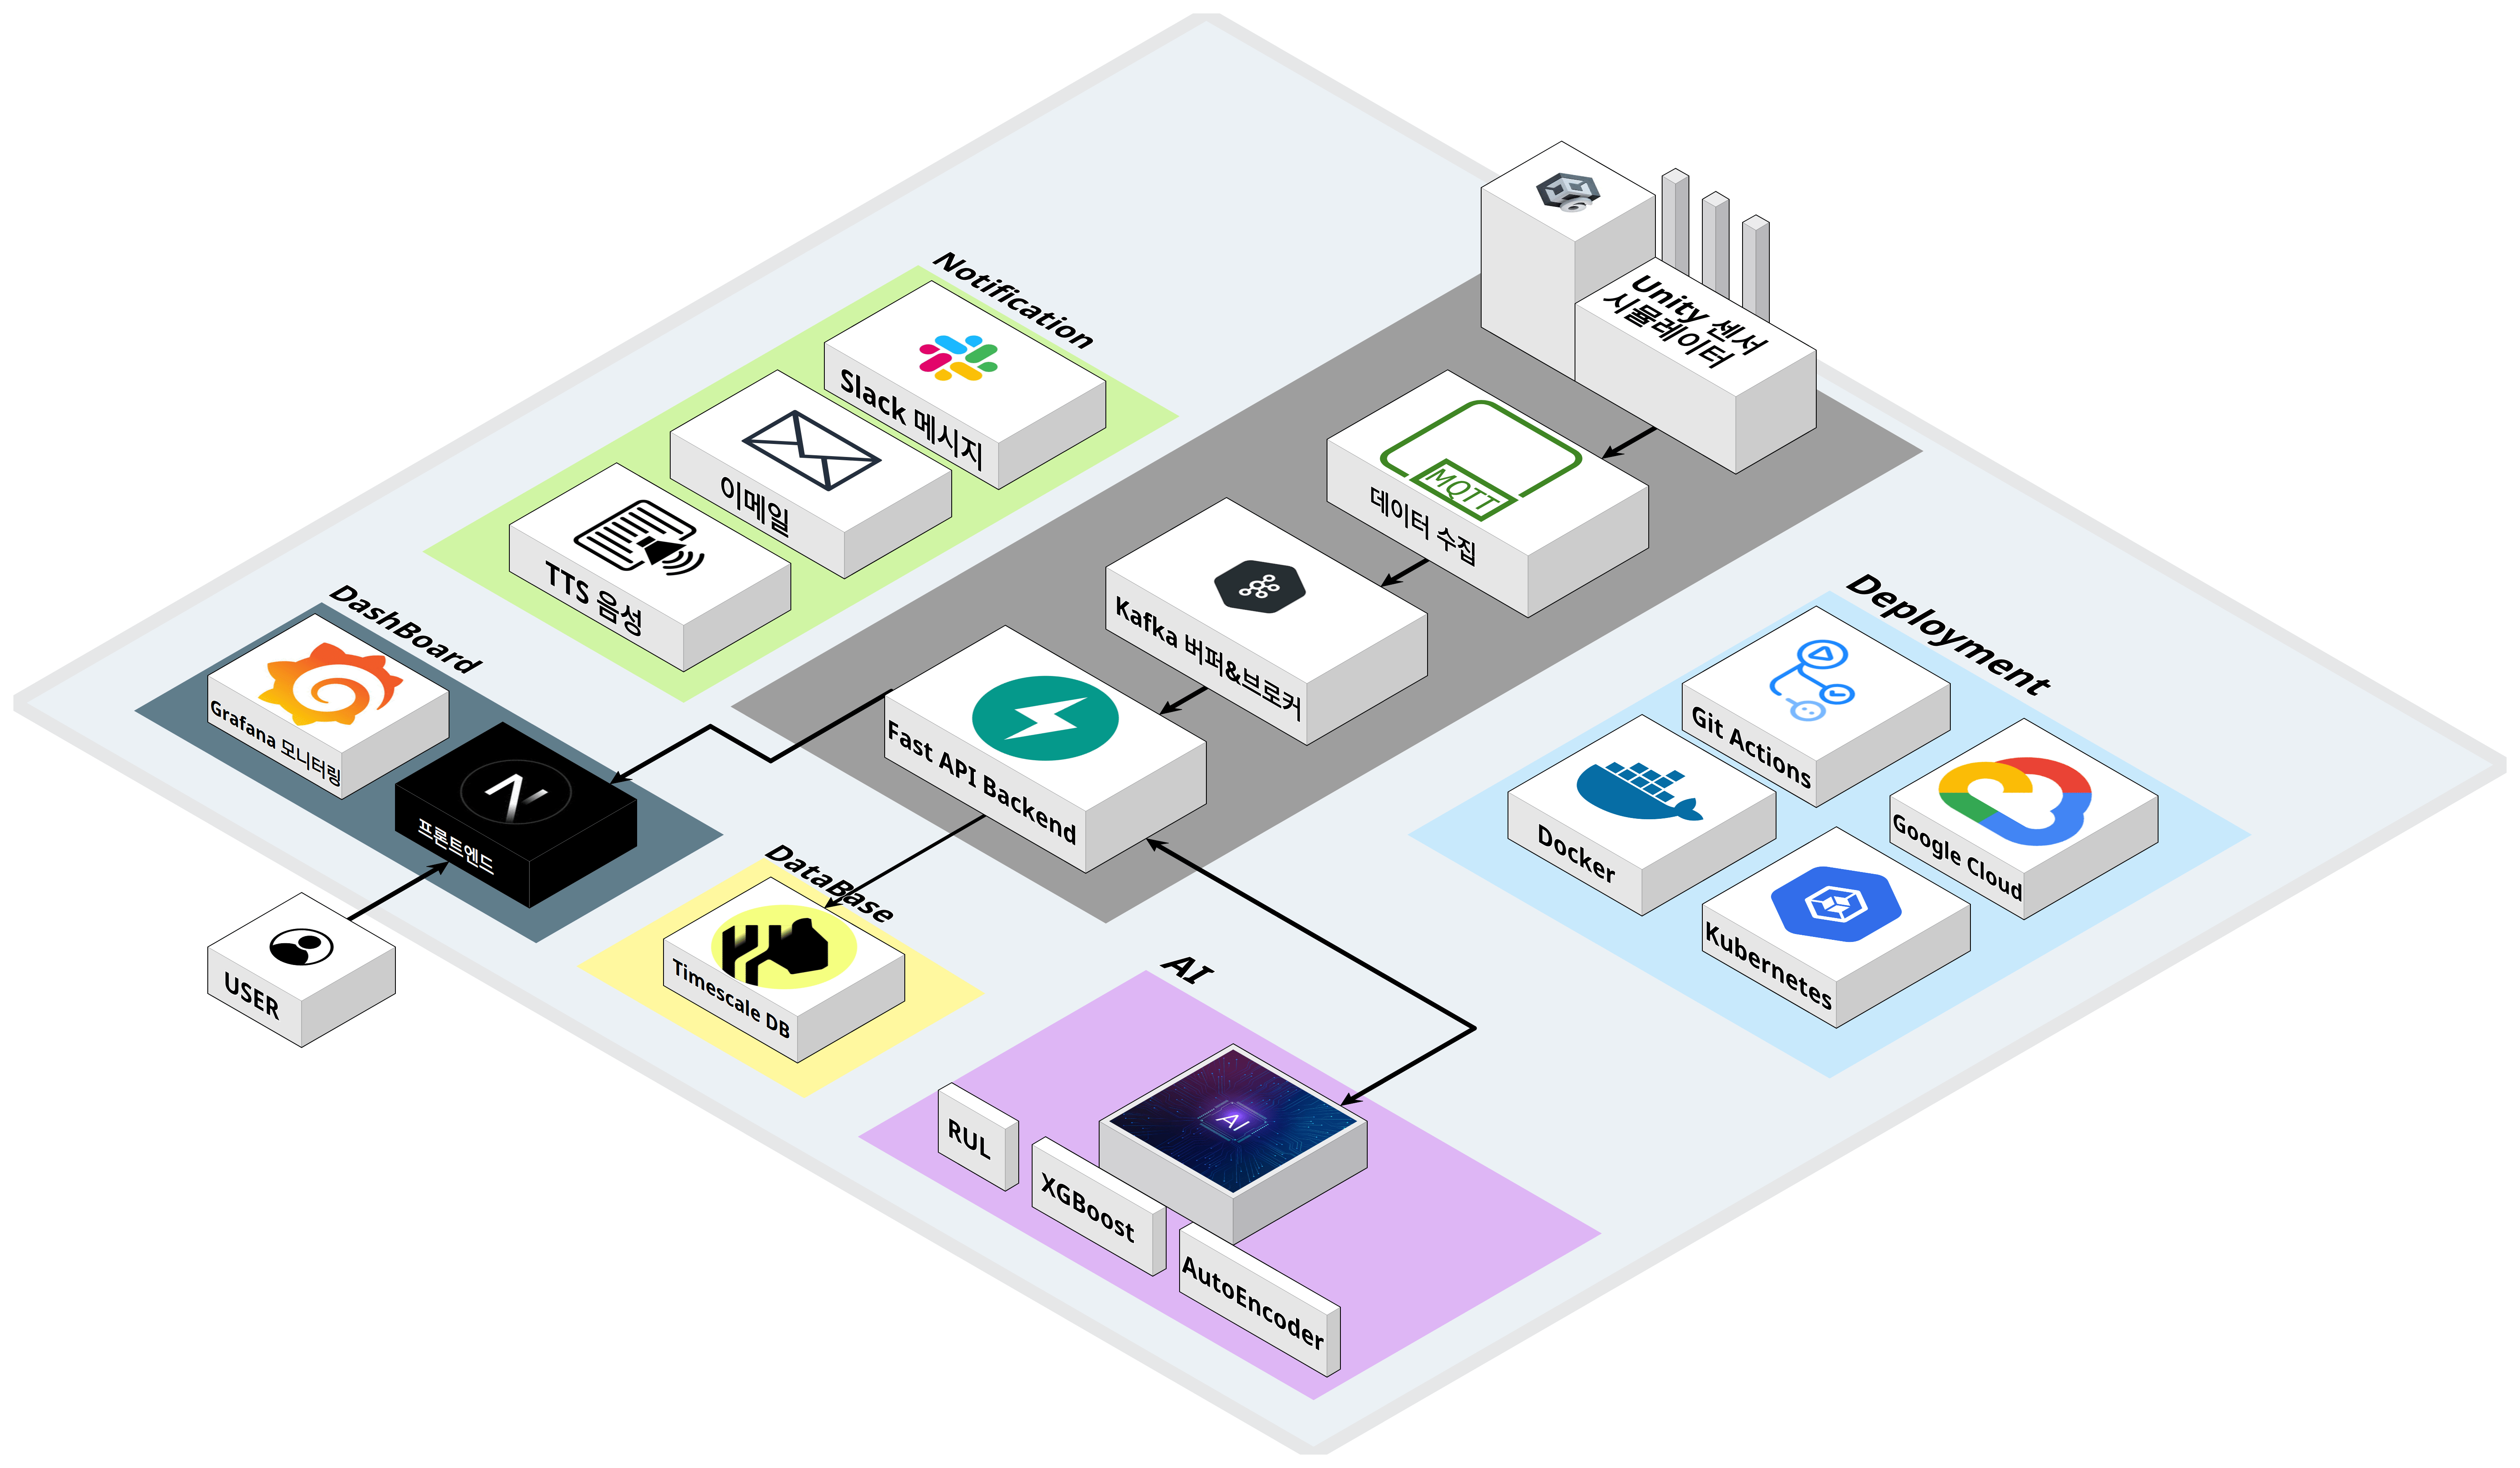 Notification
Slack 메시지
이메일
TTS 음성
Unity 센서
시뮬레이터
MQTT
데이터 수집
Kafka 버퍼&브로커
Fast API Backend
DashBoard
Grafana 모니터링
N
프론트엔드
USER
DataBase
Timescale DB
Deployment
Git Actions
Docker
Google Cloud
Kubernetes
AI
AI
RUL
XGBoost
AutoEncoder
6